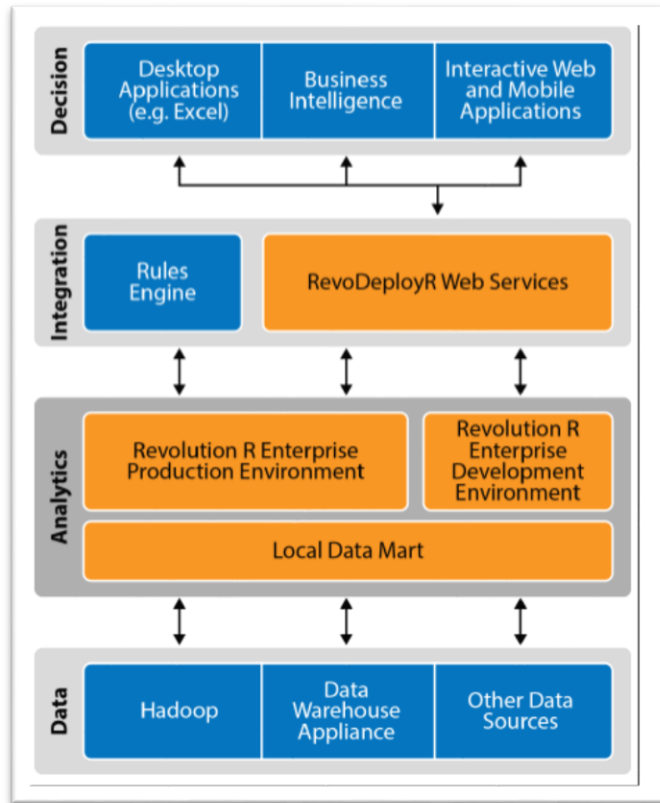 Decision
Desktop
Applications
(e.g. Excel)
Business
Intelligence
Interactive Web
and Mobile
Applications
Integration
Rules
Engine
RevoDeployR Web Services
Analytics
Revolution R Enterprise
Production Environment
Revolution R
Enterprise
Development
Environment
Local Data Mart
Data
Hadoop
Data
Warehouse
Appliance
Other Data
Sources